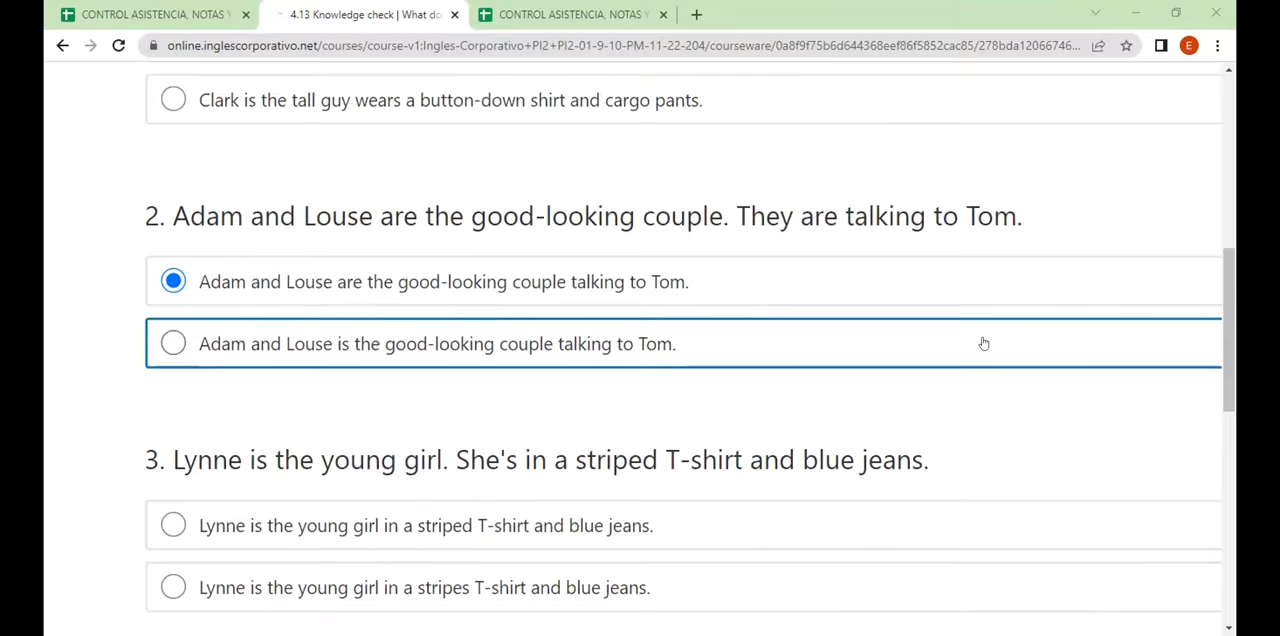 CONTROL ASISTENCIA, NOTAS Y
4.13 Knowledge check | What do
CONTROL ASISTENCIA, NOTAS Y
online.inglescorporativo.net/courses/course-v1:Ingles-Corporativo+PI2+PI2-01-9-10-PM-11-22-204/courseware/0a8f9f75b6d644368eef86f5852cac85/278bda12066746...
E
Clark is the tall guy wears a button-down shirt and cargo pants.
2. Adam and Louse are the good-looking couple. They are talking to Tom.
Adam and Louse are the good-looking couple talking to Tom.
Adam and Louse is the good-looking couple talking to Tom.
3. Lynne is the young girl. She's in a striped T-shirt and blue jeans.
Lynne is the young girl in a striped T-shirt and blue jeans.
Lynne is the young girl in a stripes T-shirt and blue jeans.